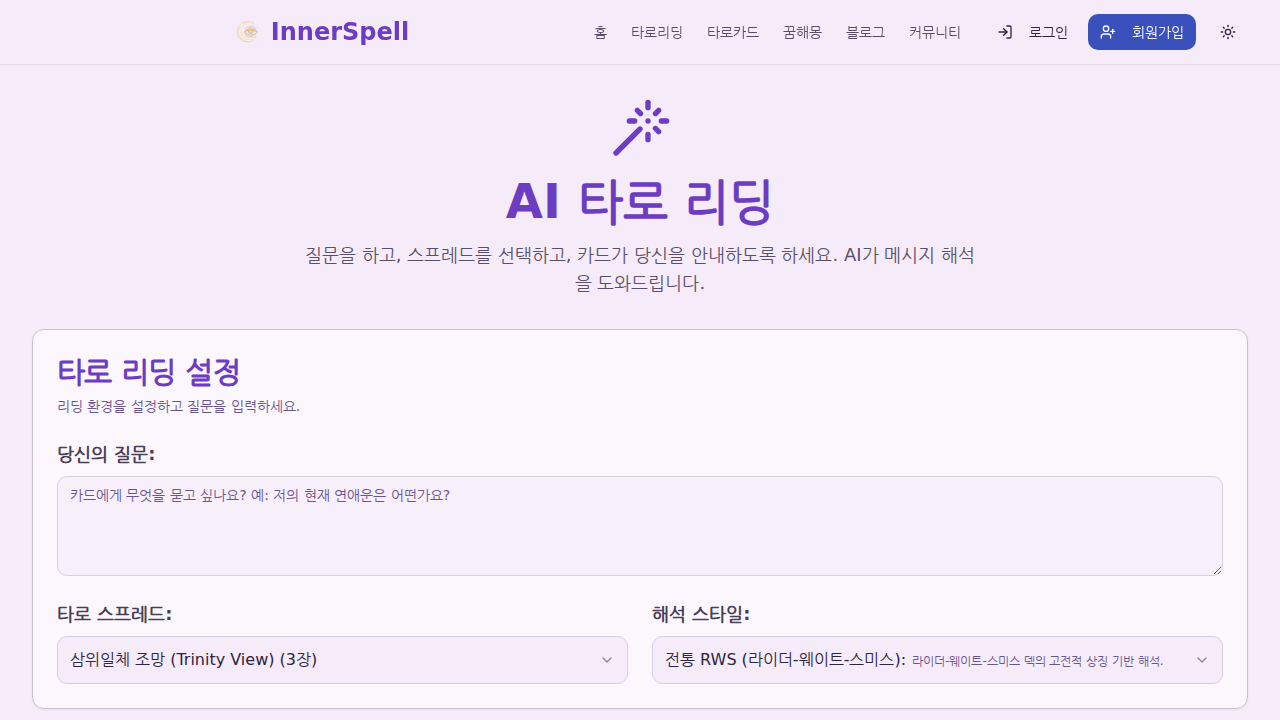 InnerSpell
홈
타로리딩
타로카드
꿈해몽
블로그
커뮤니티
로그인
회원가입
AI 타로 리딩
질문을 하고, 스프레드를 선택하고, 카드가 당신을 안내하도록 하세요. AI가 메시지 해석
을 도와드립니다.
타로 리딩 설정
리딩 환경을 설정하고 질문을 입력하세요.
당신의 질문:
카드에게 무엇을 묻고 싶나요? 예: 저의 현재 연애운은 어떤가요?
타로 스프레드:
해석 스타일:
삼위일체 조망 (Trinity View) (3장)
전통 RWS (라이더-웨이트-스미스): 라이더-웨이트-스미스 덱의 고전적 상징 기반 해석.